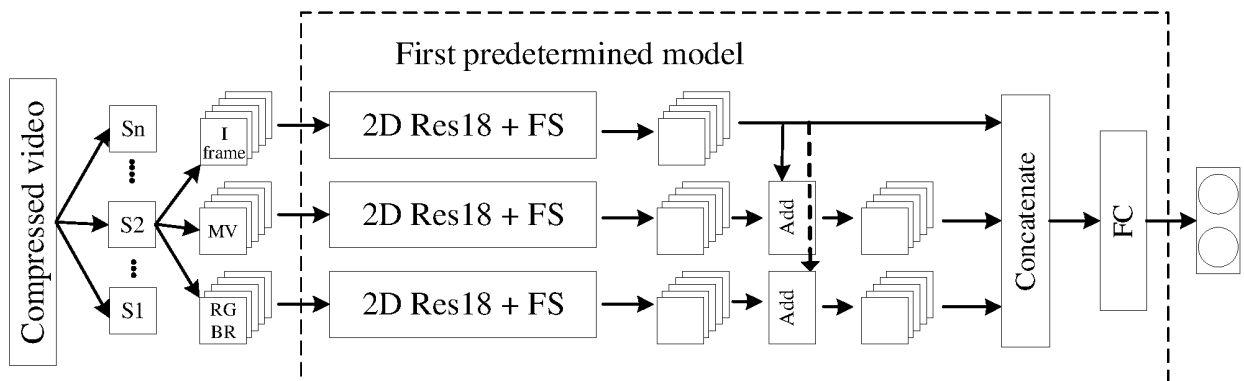 First predetermined model
Compressed video
Sn
S2
S1
I
frame
MV
RG
BR
2D Res18 + FS
2D Res18 + FS
2D Res18 + FS
Add
Add
Concatenate
FC